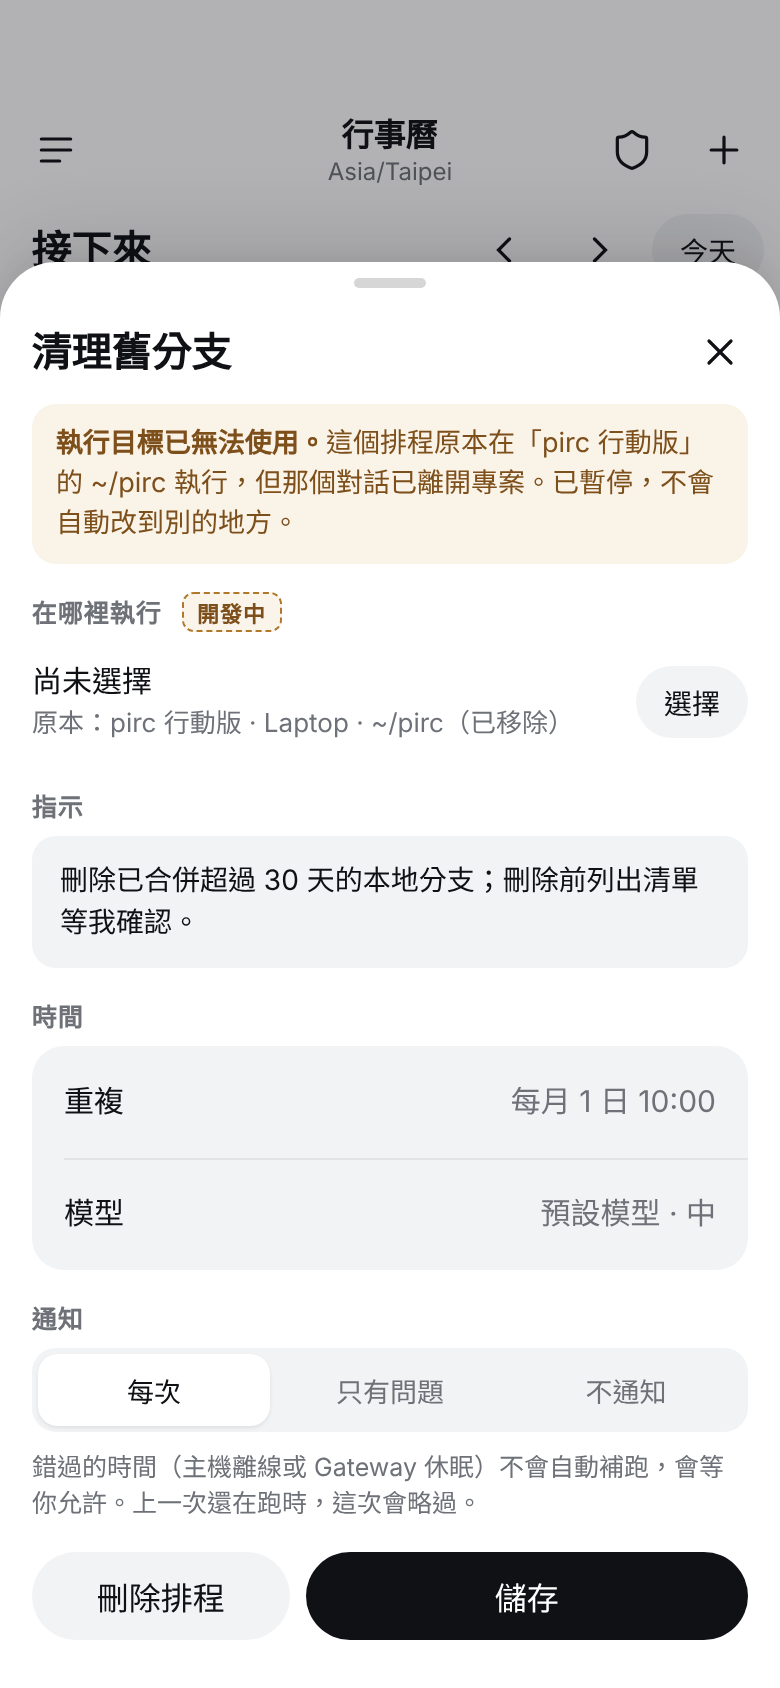 行事曆
Asia/Taipei
接下來
今天
清理舊分支
執行目標已無法使用。這個排程原本在「pirc 行動版」
的 ~/pirc 執行，但那個對話已離開專案。已暫停，不會
自動改到別的地方。
在哪裡執行
開發中
尚未選擇
原本：pirc 行動版 · Laptop · ~/pirc（已移除）
選擇
指示
刪除已合併超過 30 天的本地分支；刪除前列出清單
等我確認。
時間
重複
每月 1 日 10:00
模型
預設模型 · 中
通知
每次
只有問題
不通知
錯過的時間（主機離線或 Gateway 休眠）不會自動補跑，會等
你允許。上一次還在跑時，這次會略過。
刪除排程
儲存